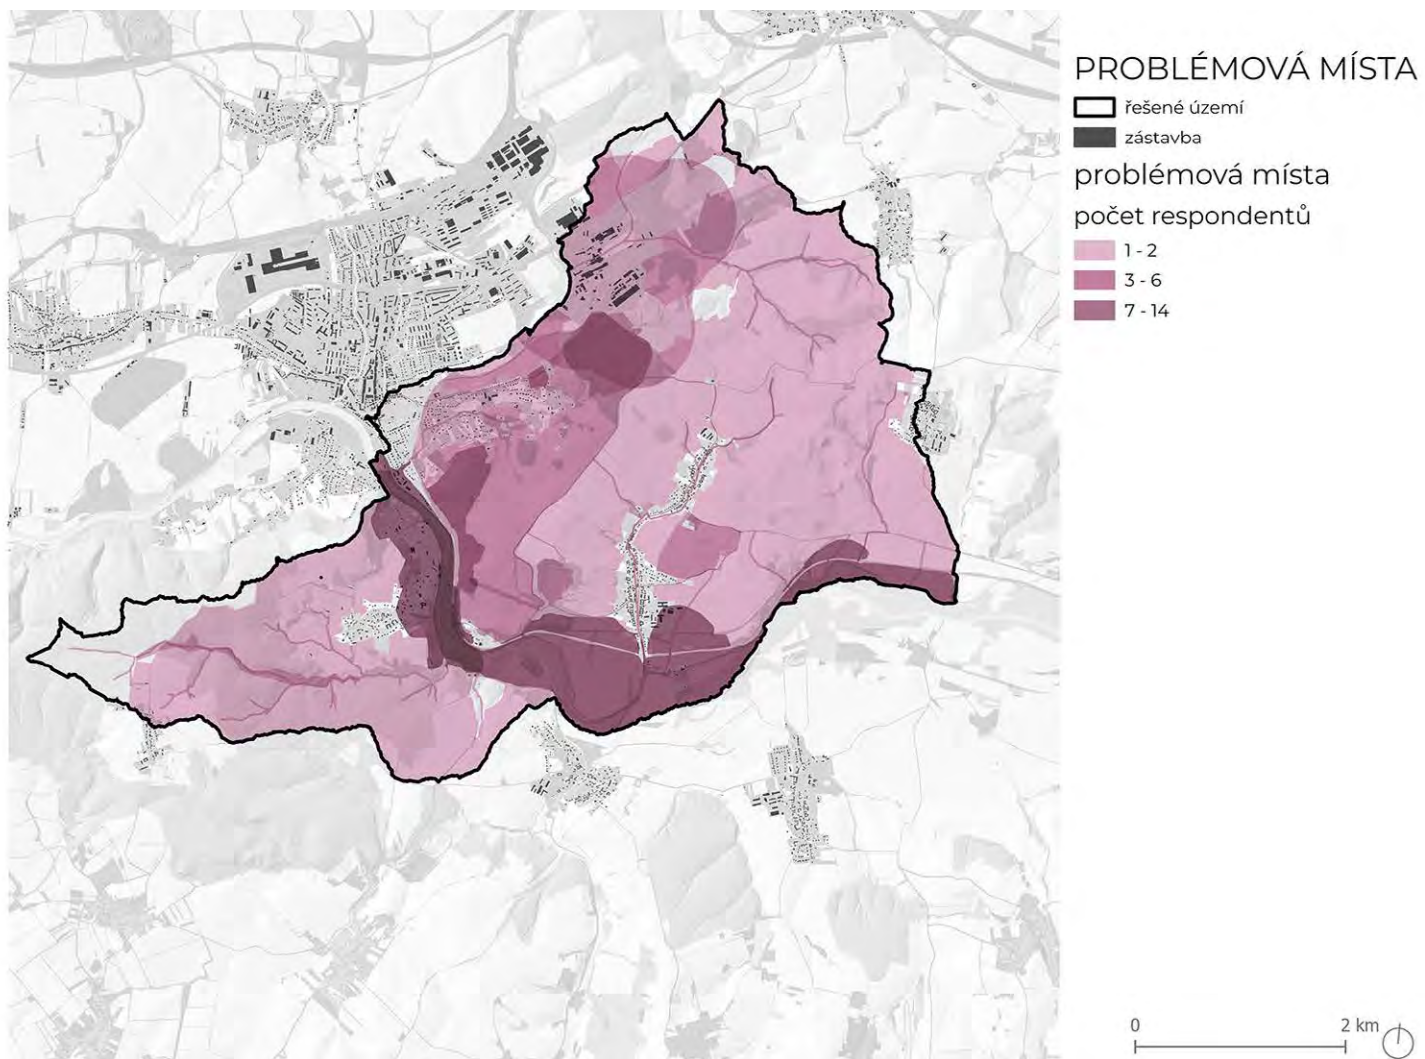 PROBLÉMOVÁ MÍSTA
řešené území
zástavba
problémová místa
počet respondentů
1 - 2
3 - 6
7 - 14
0 2 km